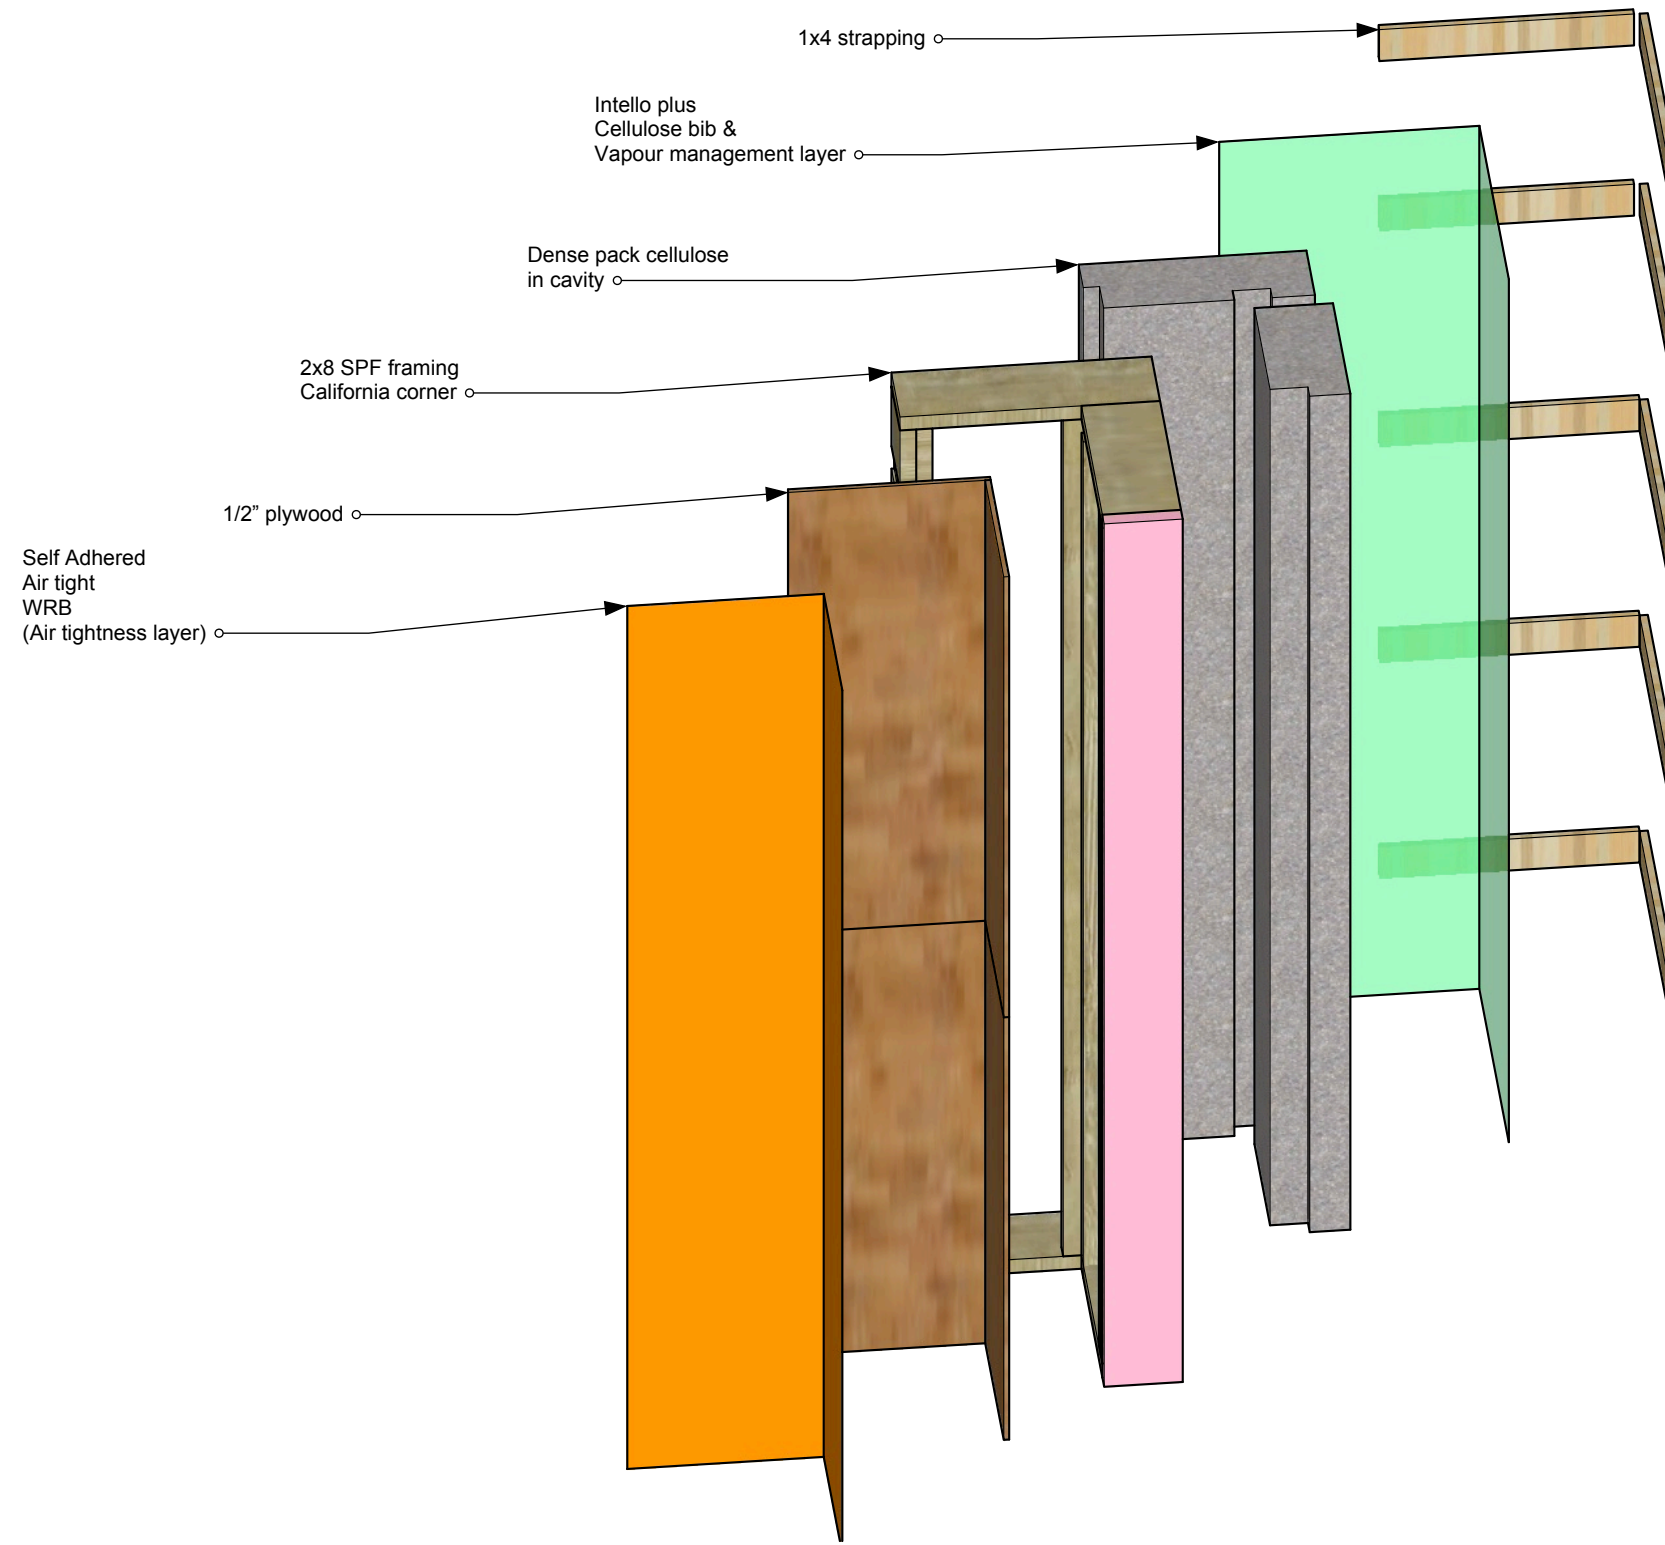 1x4 strapping
Intello plus
Cellulose bib &
Vapour management layer
Dense pack cellulose
in cavity
2x8 SPF framing
California corner
1/2” plywood
Self Adhered
Air tight
WRB
(Air tightness layer)